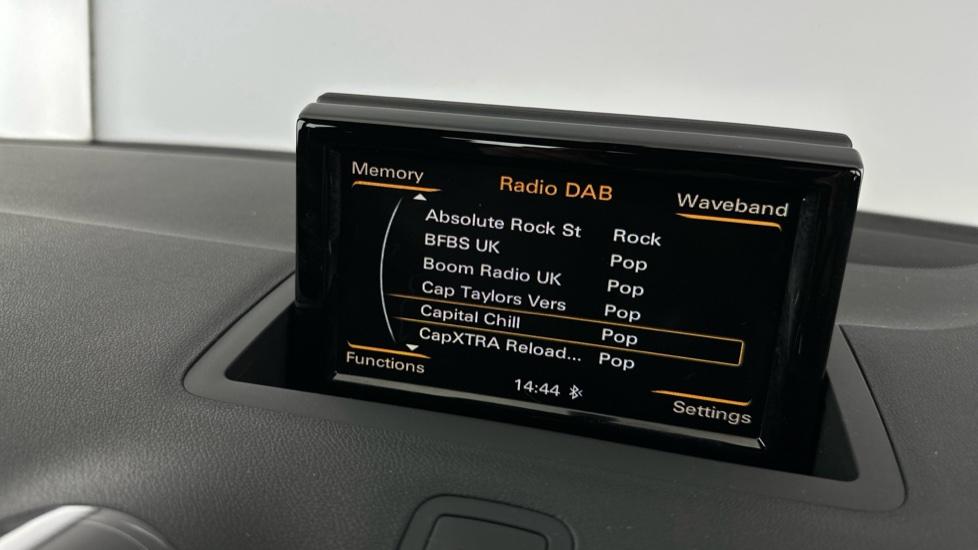 Memory Radio DAB Waveband
Absolute Rock St Rock
BFBS UK Pop
Boom Radio UK Pop
Cap Taylors Vers Pop
Capital Chill Pop
CapXTRA Reload... Pop
Functions 14:44 Settings